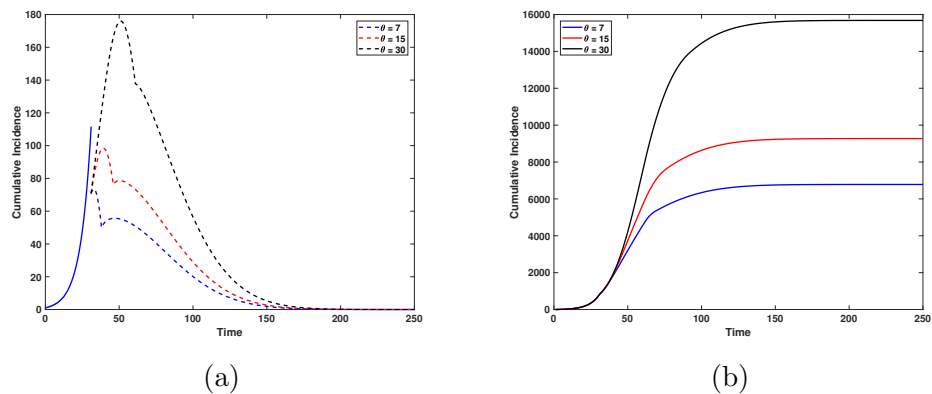 180
160
140
120
100
80
60
40
20
0
Cumulative Incidence
0 50 100 150 200 250
Time
θ = 7
θ = 15
θ = 30
(a)
16000
14000
12000
10000
8000
6000
4000
2000
0
Cumulative Incidence
0 50 100 150 200 250
Time
θ = 7
θ = 15
θ = 30
(b)